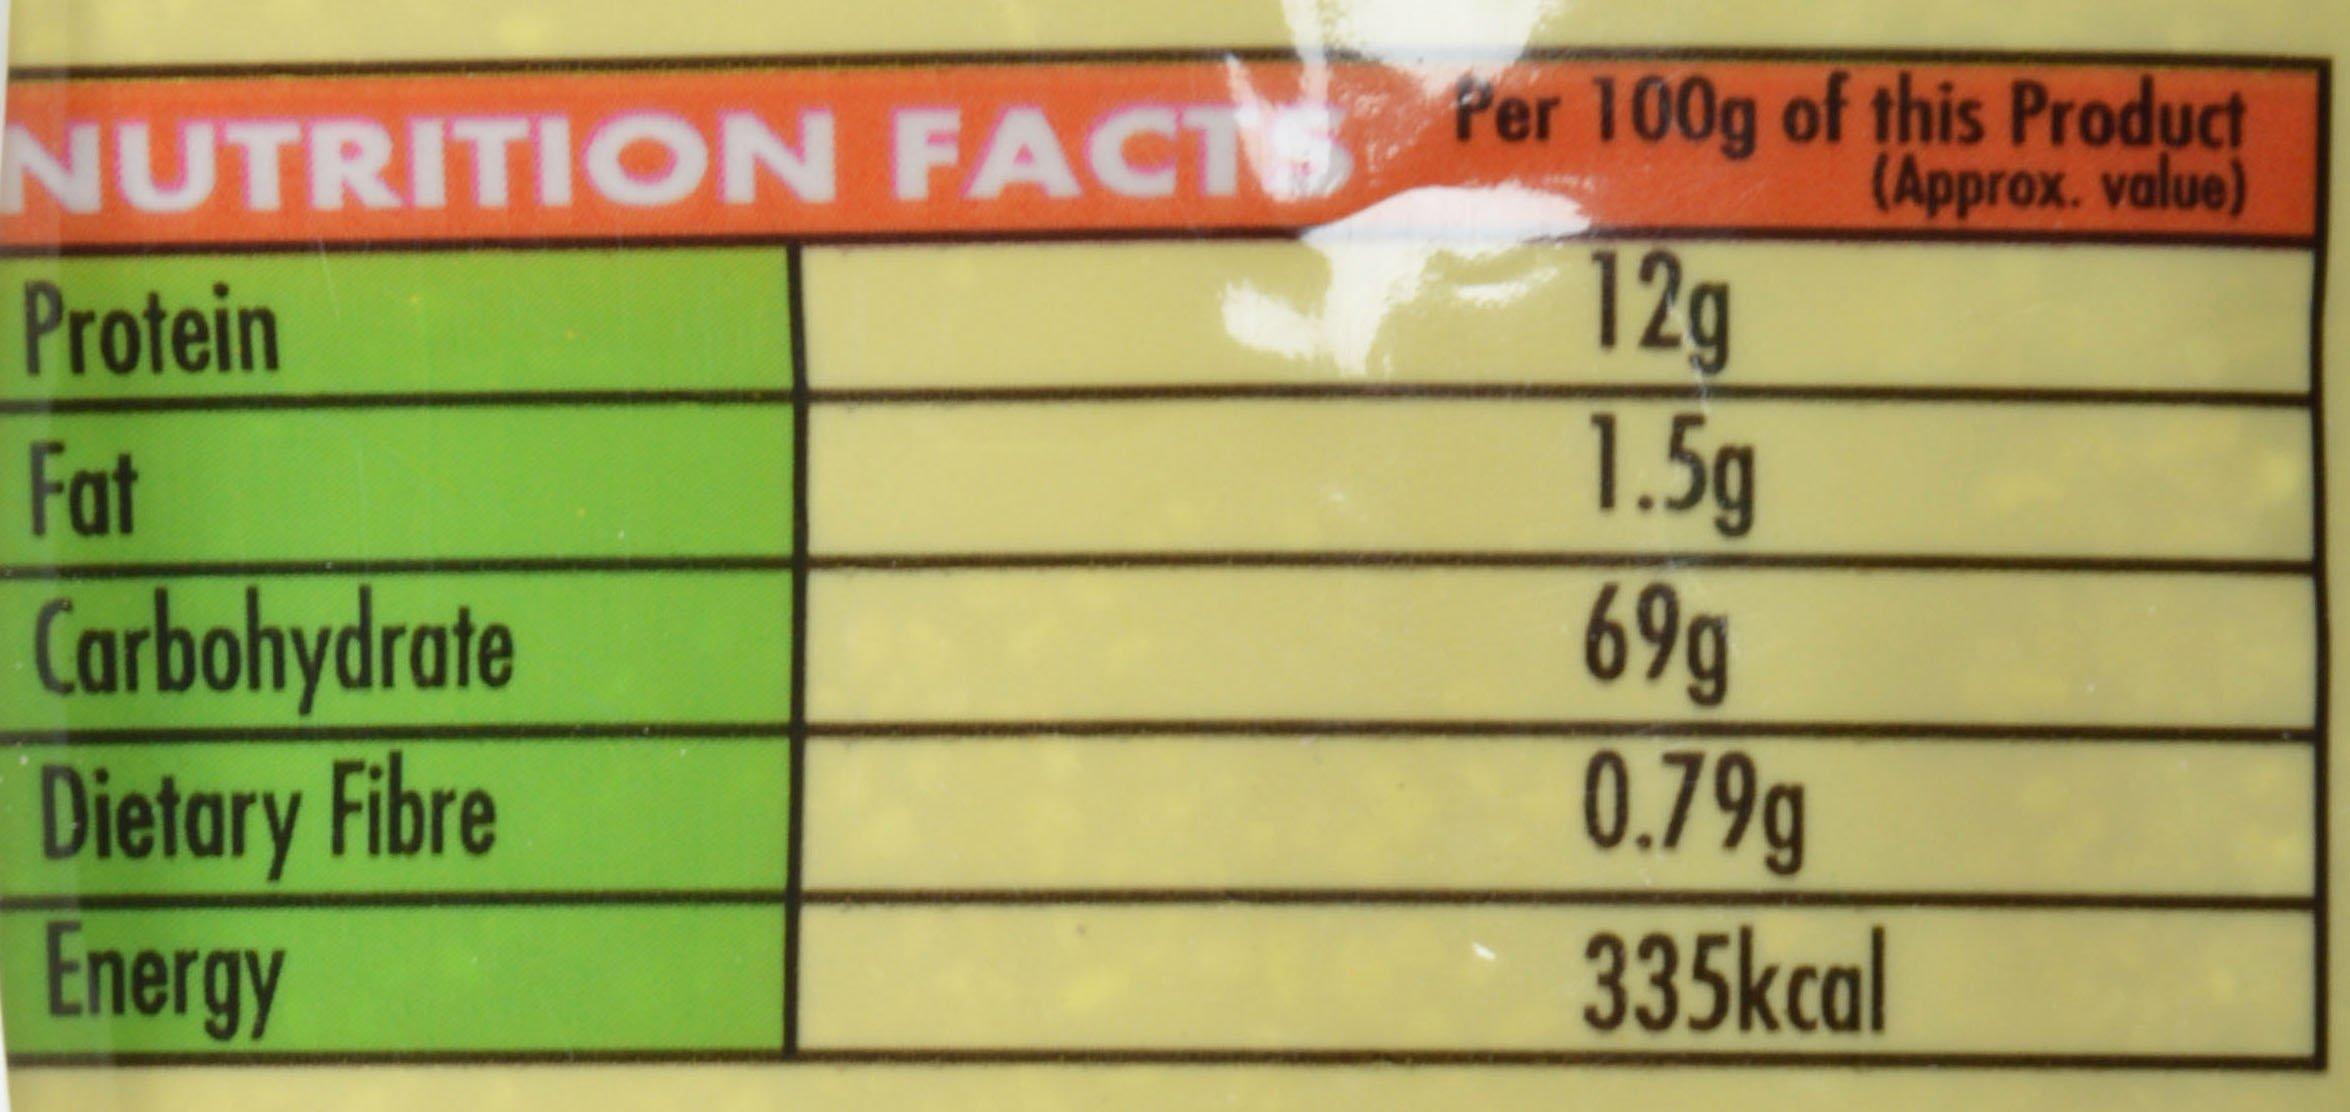 NUTRITION FACTS Per 100g of this Product
(Approx. value)
Protein 12g
Fat 1.5g
Carbohydrate 69g
Dietary Fibre 0.79g
Energy 335kcal